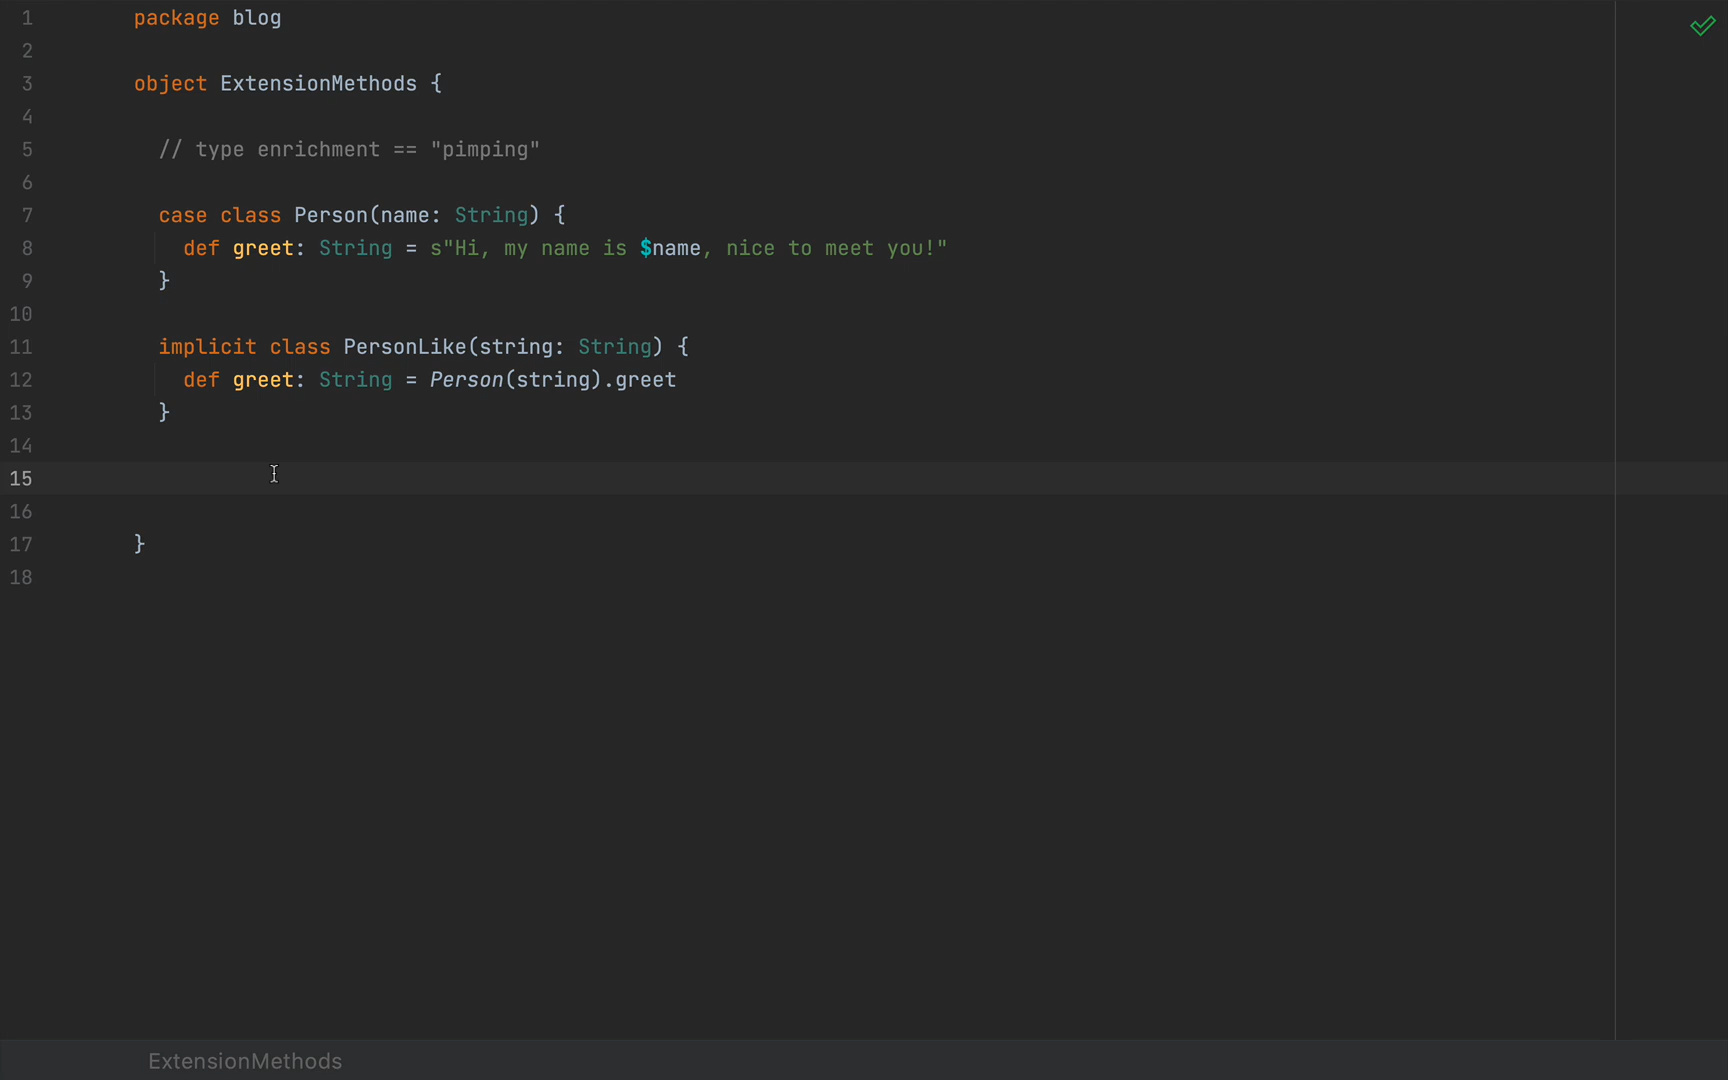 1 package blog
2
3 object ExtensionMethods {
4
5 // type enrichment == "pimping"
6
7 case class Person(name: String) {
8 def greet: String = s"Hi, my name is $name, nice to meet you!"
9 }
10
11 implicit class PersonLike(string: String) {
12 def greet: String = Person(string).greet
13 }
14
15
16
17 }
18
ExtensionMethods